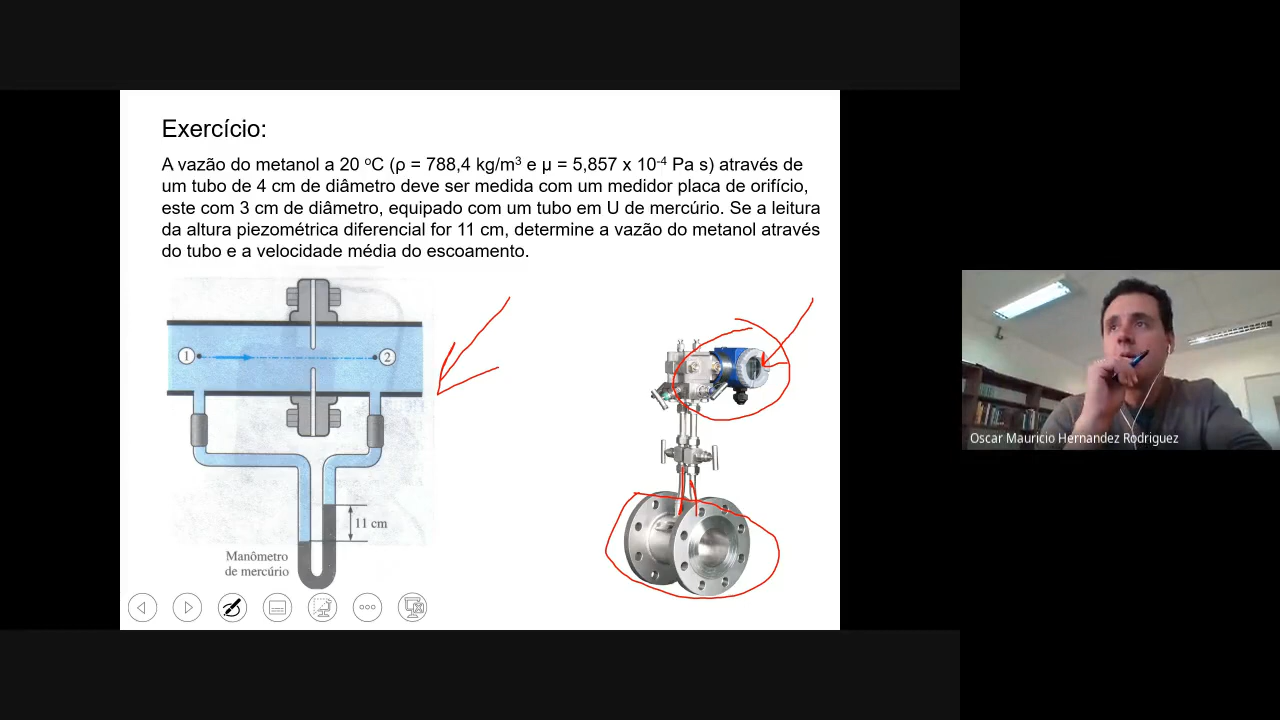 Exercício:
A vazão do metanol a 20 ºC (ρ = 788,4 kg/m³ e μ = 5,857 x 10⁻⁴ Pa s) através de
um tubo de 4 cm de diâmetro deve ser medida com um medidor placa de orifício,
este com 3 cm de diâmetro, equipado com um tubo em U de mercúrio. Se a leitura
da altura piezométrica diferencial for 11 cm, determine a vazão do metanol através
do tubo e a velocidade média do escoamento.
1
2
11 cm
Manômetro
de mercúrio
Oscar Mauricio Hernandez Rodriguez